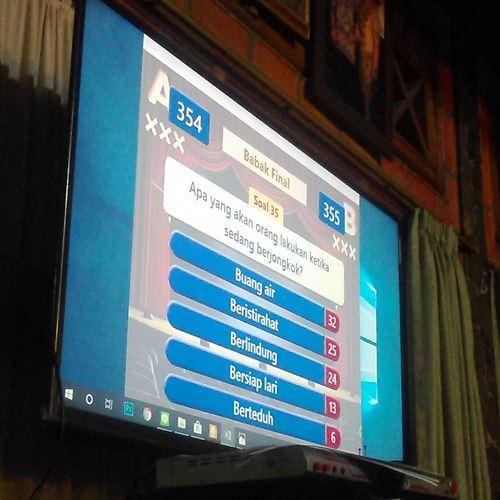 A
354
XXX
Babak Final
Soal 35
355
B
XXX
Apa yang akan orang lakukan ketika
sedang berjongkok?
Buang air
32
Beristirahat
25
Berlindung
24
Bersiap lari
13
Berteduh
6